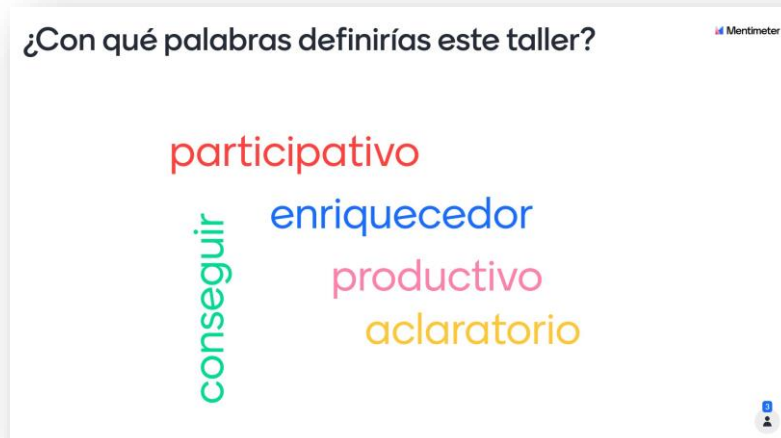 ¿Con qué palabras definirías este taller?
Mentimeter
participativo
enriquecedor
conseguir
productivo
aclaratorio
3